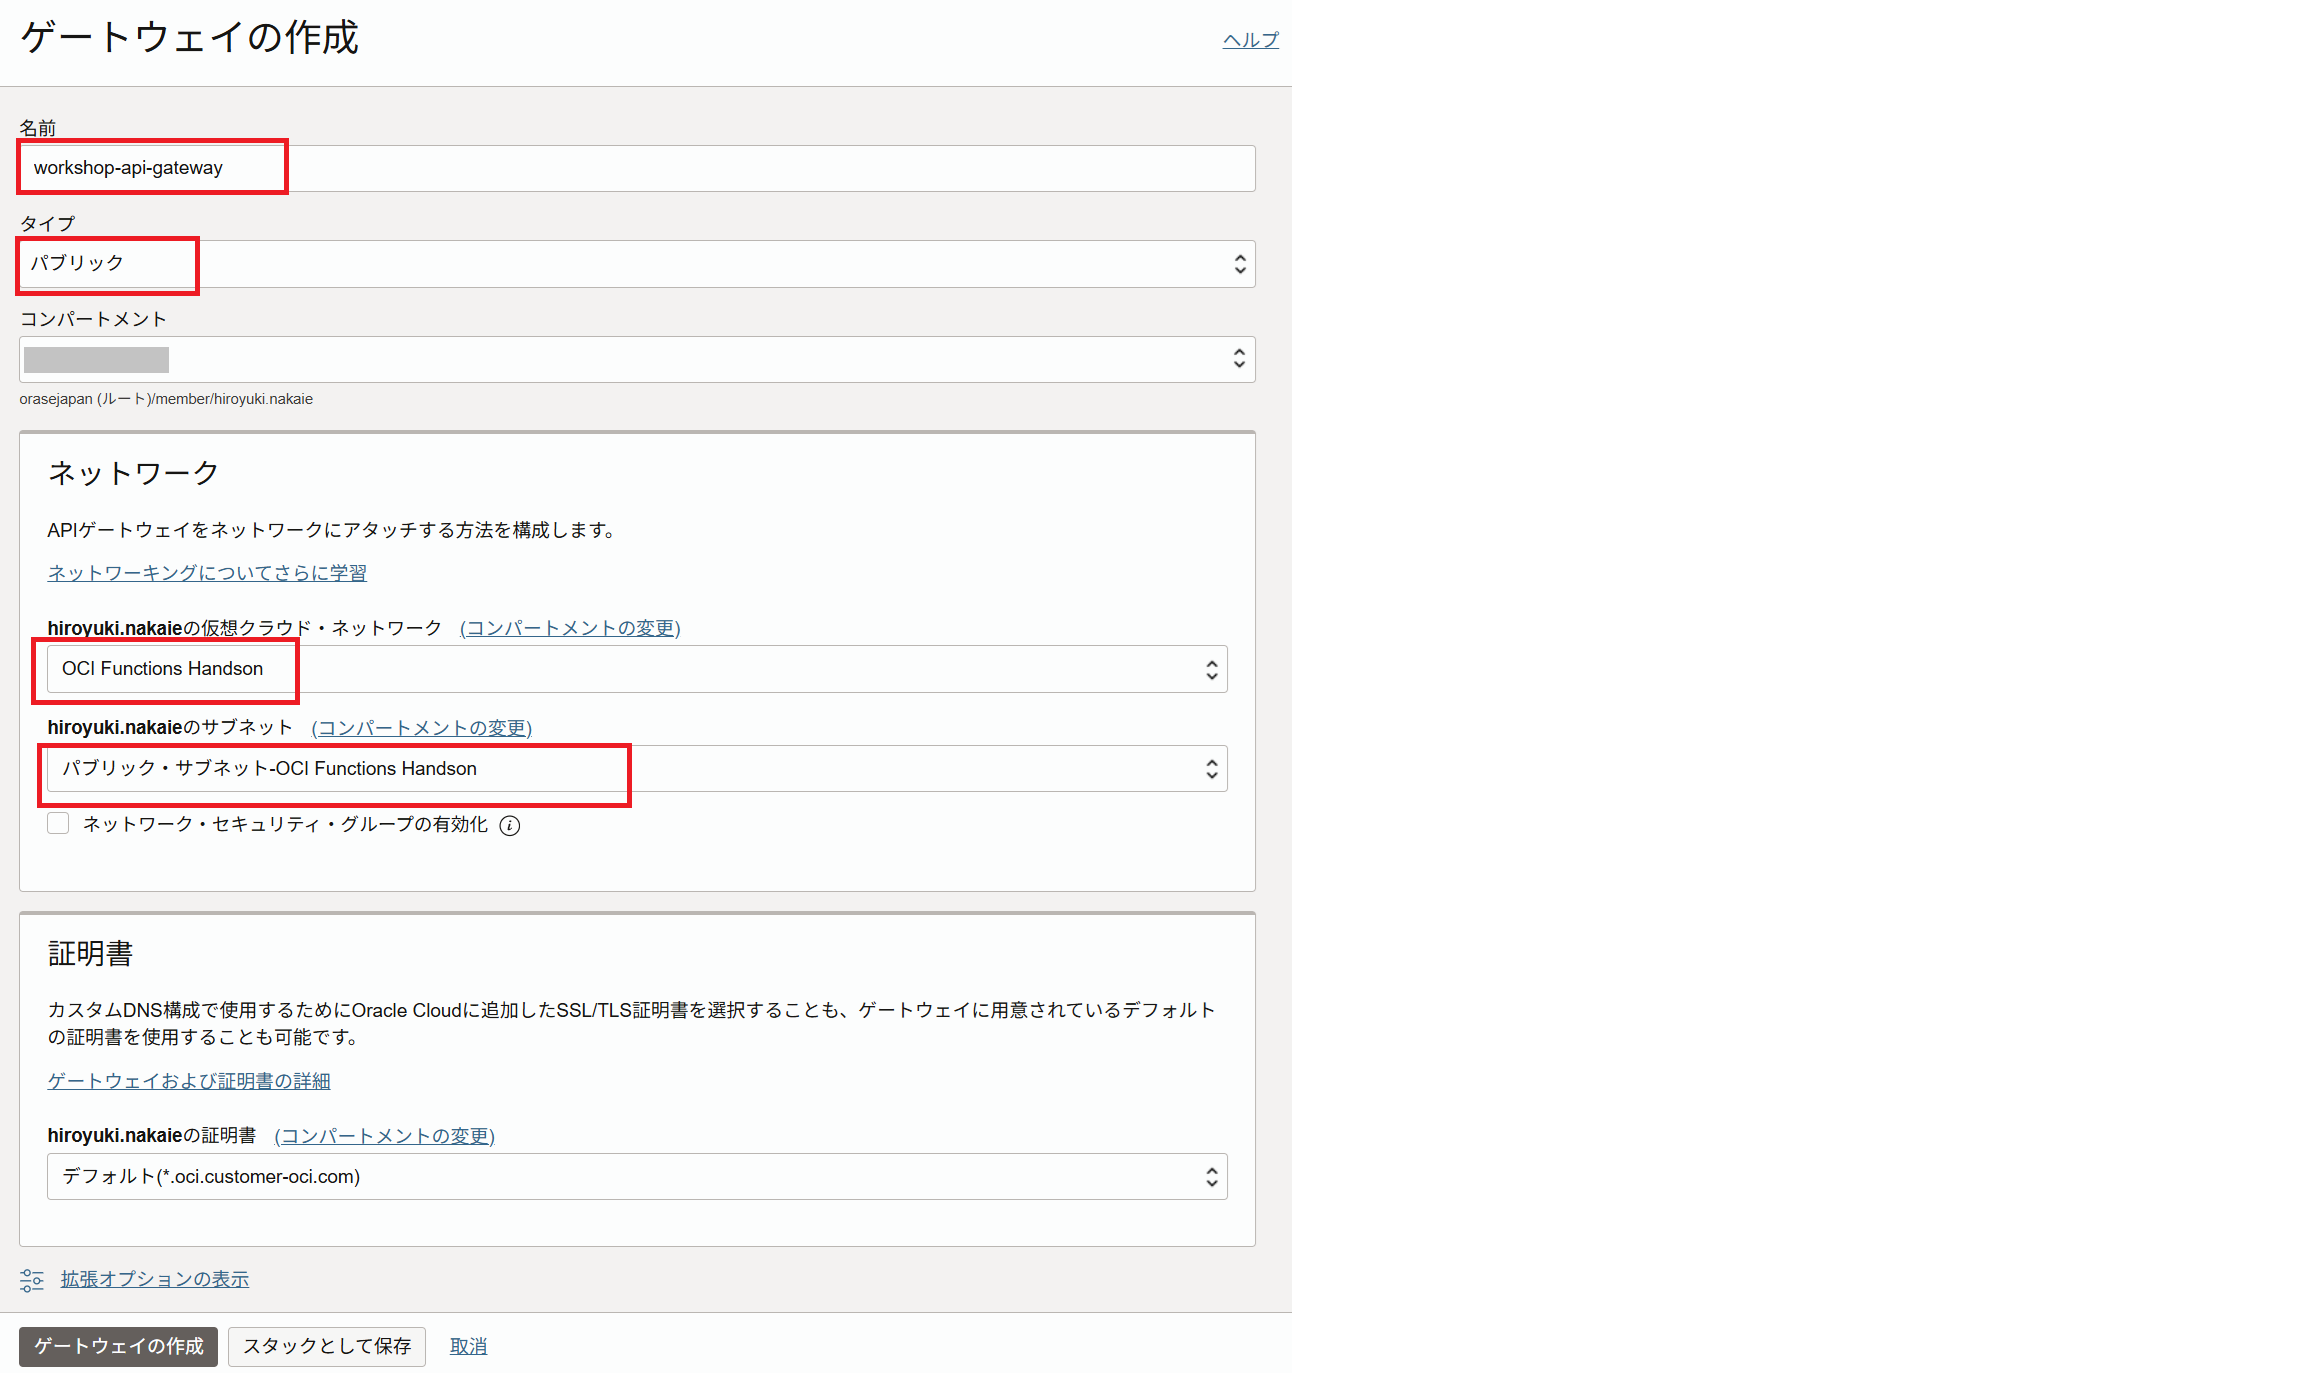 ゲートウェイの作成
ヘルプ
名前
workshop-api-gateway
タイプ
パブリック
コンパートメント
orasejapan (ルート)/member/hiroyuki.nakaie
ネットワーク
APIゲートウェイをネットワークにアタッチする方法を構成します。
ネットワーキングについてさらに学習
hiroyuki.nakaieの仮想クラウド・ネットワーク (コンパートメントの変更)
OCI Functions Handson
hiroyuki.nakaieのサブネット (コンパートメントの変更)
パブリック・サブネット-OCI Functions Handson
ネットワーク・セキュリティ・グループの有効化
証明書
カスタムDNS構成で使用するためにOracle Cloudに追加したSSL/TLS証明書を選択することも、ゲートウェイに用意されているデフォルト
の証明書を使用することも可能です。
ゲートウェイおよび証明書の詳細
hiroyuki.nakaieの証明書 (コンパートメントの変更)
デフォルト(*.oci.customer-oci.com)
拡張オプションの表示
ゲートウェイの作成 スタックとして保存 取消